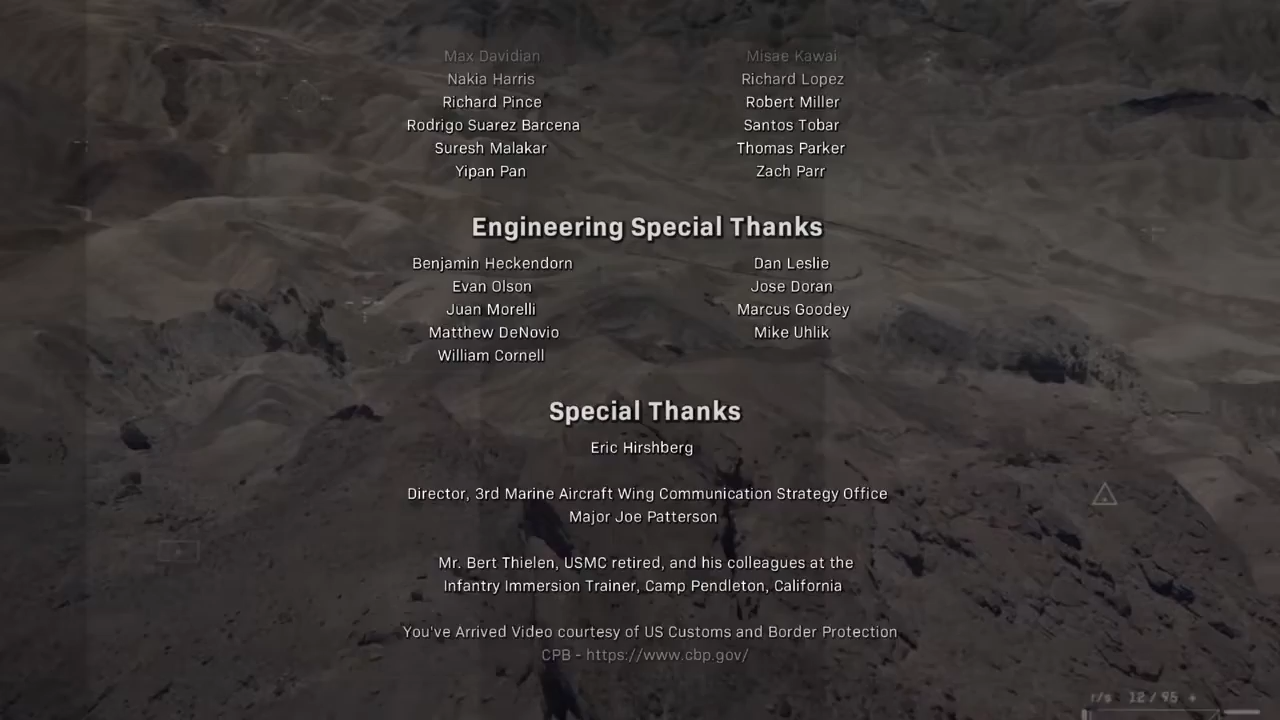 Max Davidian Misae Kawai
Nakia Harris Richard Lopez
Richard Pince Robert Miller
Rodrigo Suarez Barcena Santos Tobar
Suresh Malakar Thomas Parker
Yipan Pan Zach Parr
Engineering Special Thanks
Benjamin Heckendorn Dan Leslie
Evan Olson Jose Doran
Juan Morelli Marcus Goodey
Matthew DeNovio Mike Uhlik
William Cornell
Special Thanks
Eric Hirshberg
Director, 3rd Marine Aircraft Wing Communication Strategy Office
Major Joe Patterson
Mr. Bert Thielen, USMC retired, and his colleagues at the
Infantry Immersion Trainer, Camp Pendleton, California
You've Arrived Video courtesy of US Customs and Border Protection
CPB - https://www.cbp.gov/
r/s 12 / 95